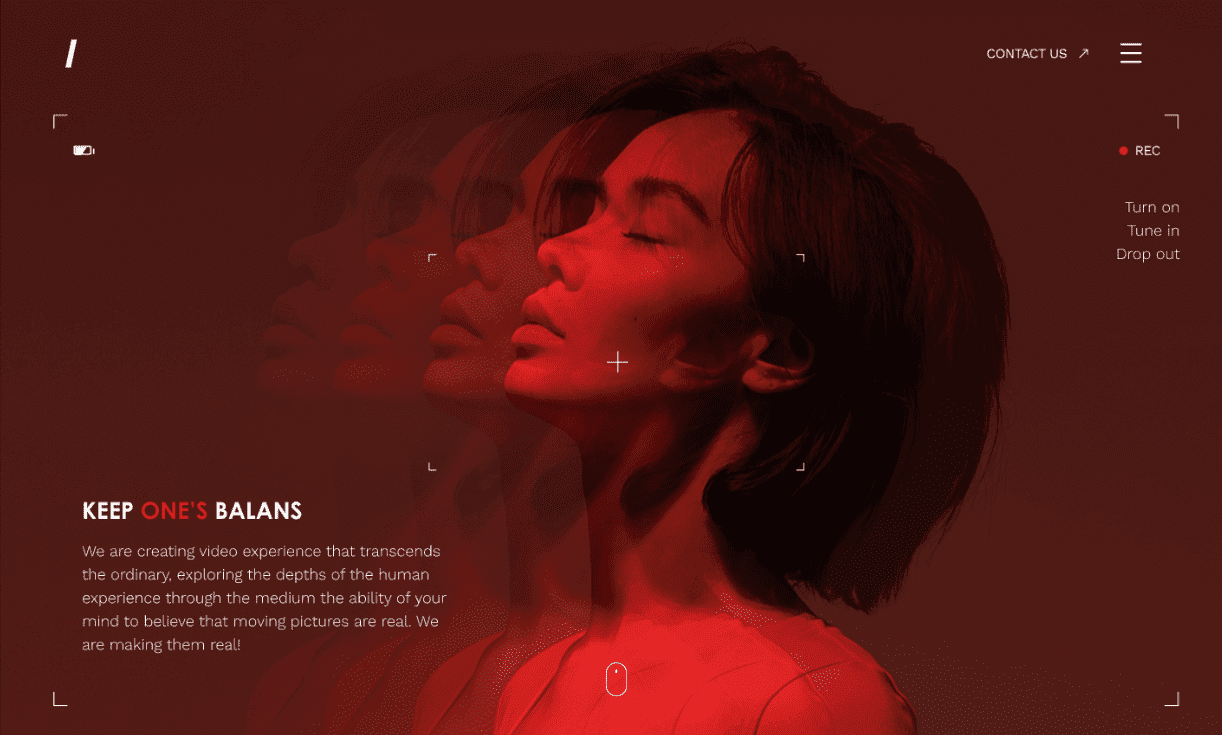 CONTACT US
REC
Turn on
Tune in
Drop out
KEEP ONE'S BALANS
We are creating video experience that transcends
the ordinary, exploring the depths of the human
experience through the medium the ability of your
mind to believe that moving pictures are real. We
are making them real!